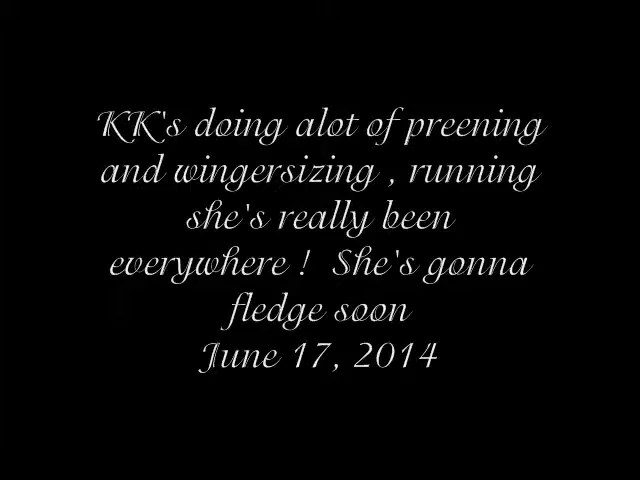 KK's doing alot of preening
and wingersizing , running
she's really been
everywhere !  She's gonna
fledge soon
June 17, 2014